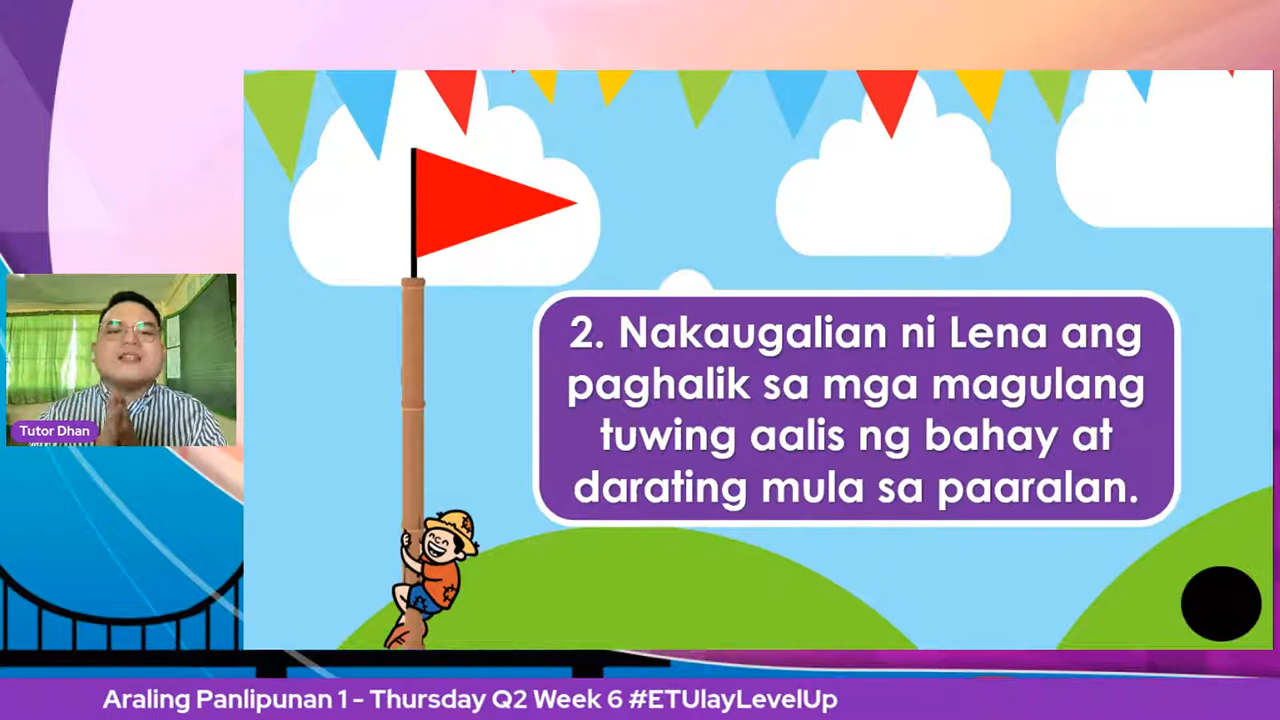 2. Nakaugalian ni Lena ang
paghalik sa mga magulang
tuwing aalis ng bahay at
darating mula sa paaralan.
Tutor Dhan
Araling Panlipunan 1 - Thursday Q2 Week 6 #ETUlayLevelUp